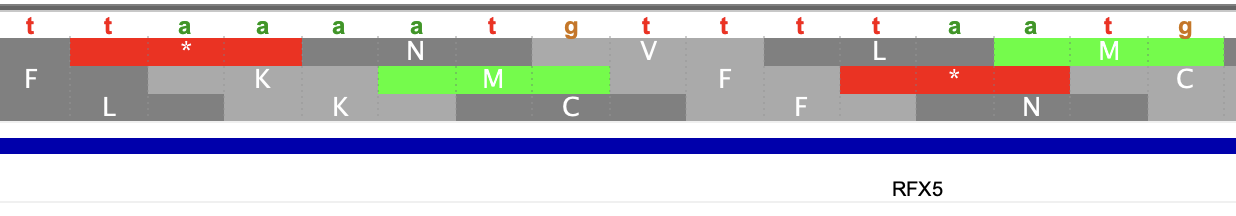 t t a a a a t g t t t t a a t g
* N V L M
F K M F * C
L K C F N
RFX5